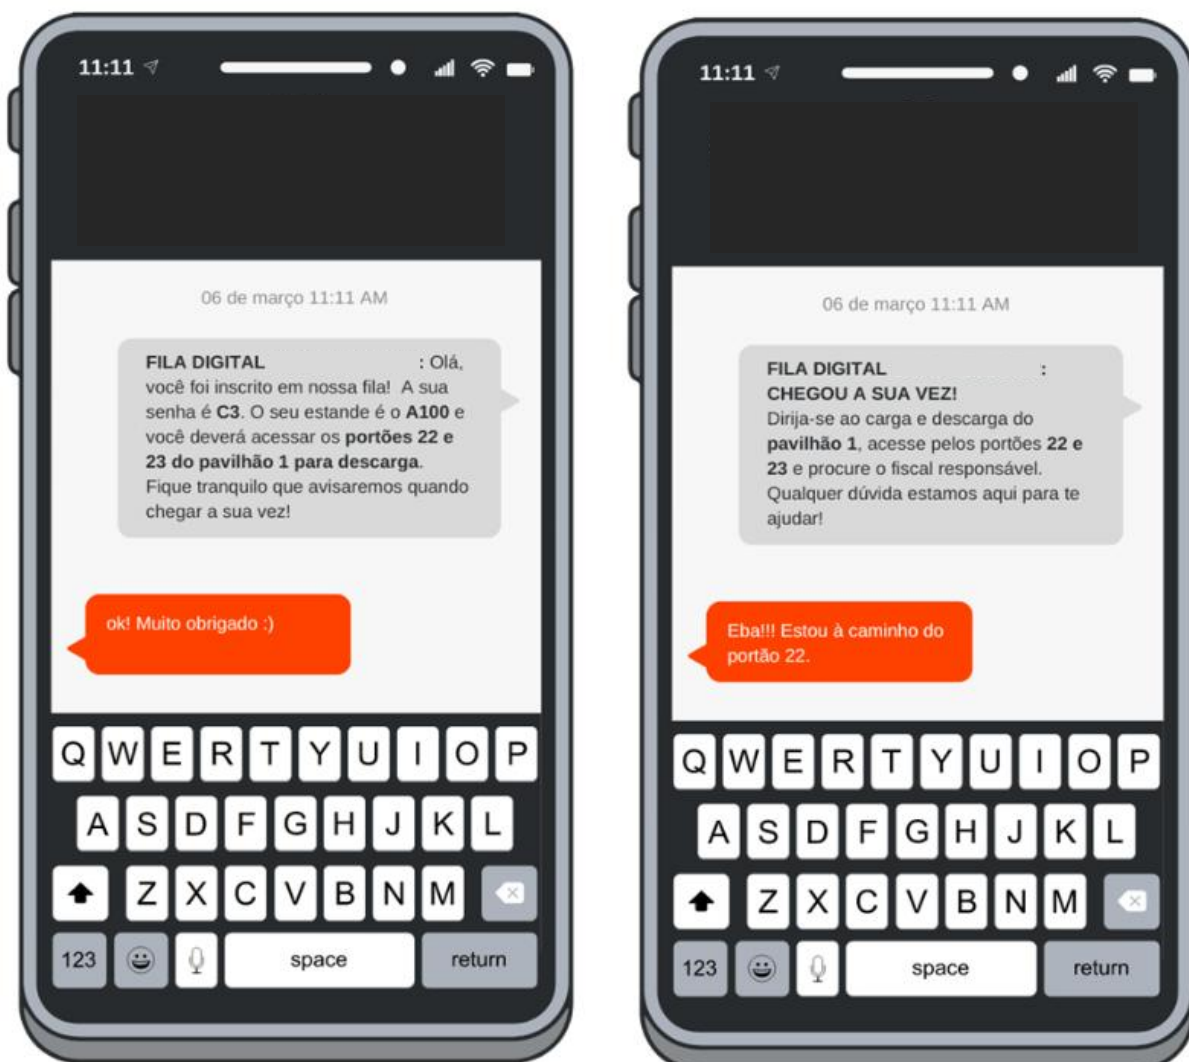 11:11
06 de março 11:11 AM
FILA DIGITAL : Olá,
você foi inscrito em nossa fila! A sua
senha é C3. O seu estande é o A100 e
você deverá acessar os portões 22 e
23 do pavilhão 1 para descarga.
Fique tranquilo que avisaremos quando
chegar a sua vez!
ok! Muito obrigado :)
Q W E R T Y U I O P
A S D F G H J K L
Z X C V B N M
123 space return
11:11
06 de março 11:11 AM
FILA DIGITAL :
CHEGOU A SUA VEZ!
Dirija-se ao carga e descarga do
pavilhão 1, acesse pelos portões 22 e
23 e procure o fiscal responsável.
Qualquer dúvida estamos aqui para te
ajudar!
Eba!!! Estou à caminho do
portão 22.
Q W E R T Y U I O P
A S D F G H J K L
Z X C V B N M
123 space return